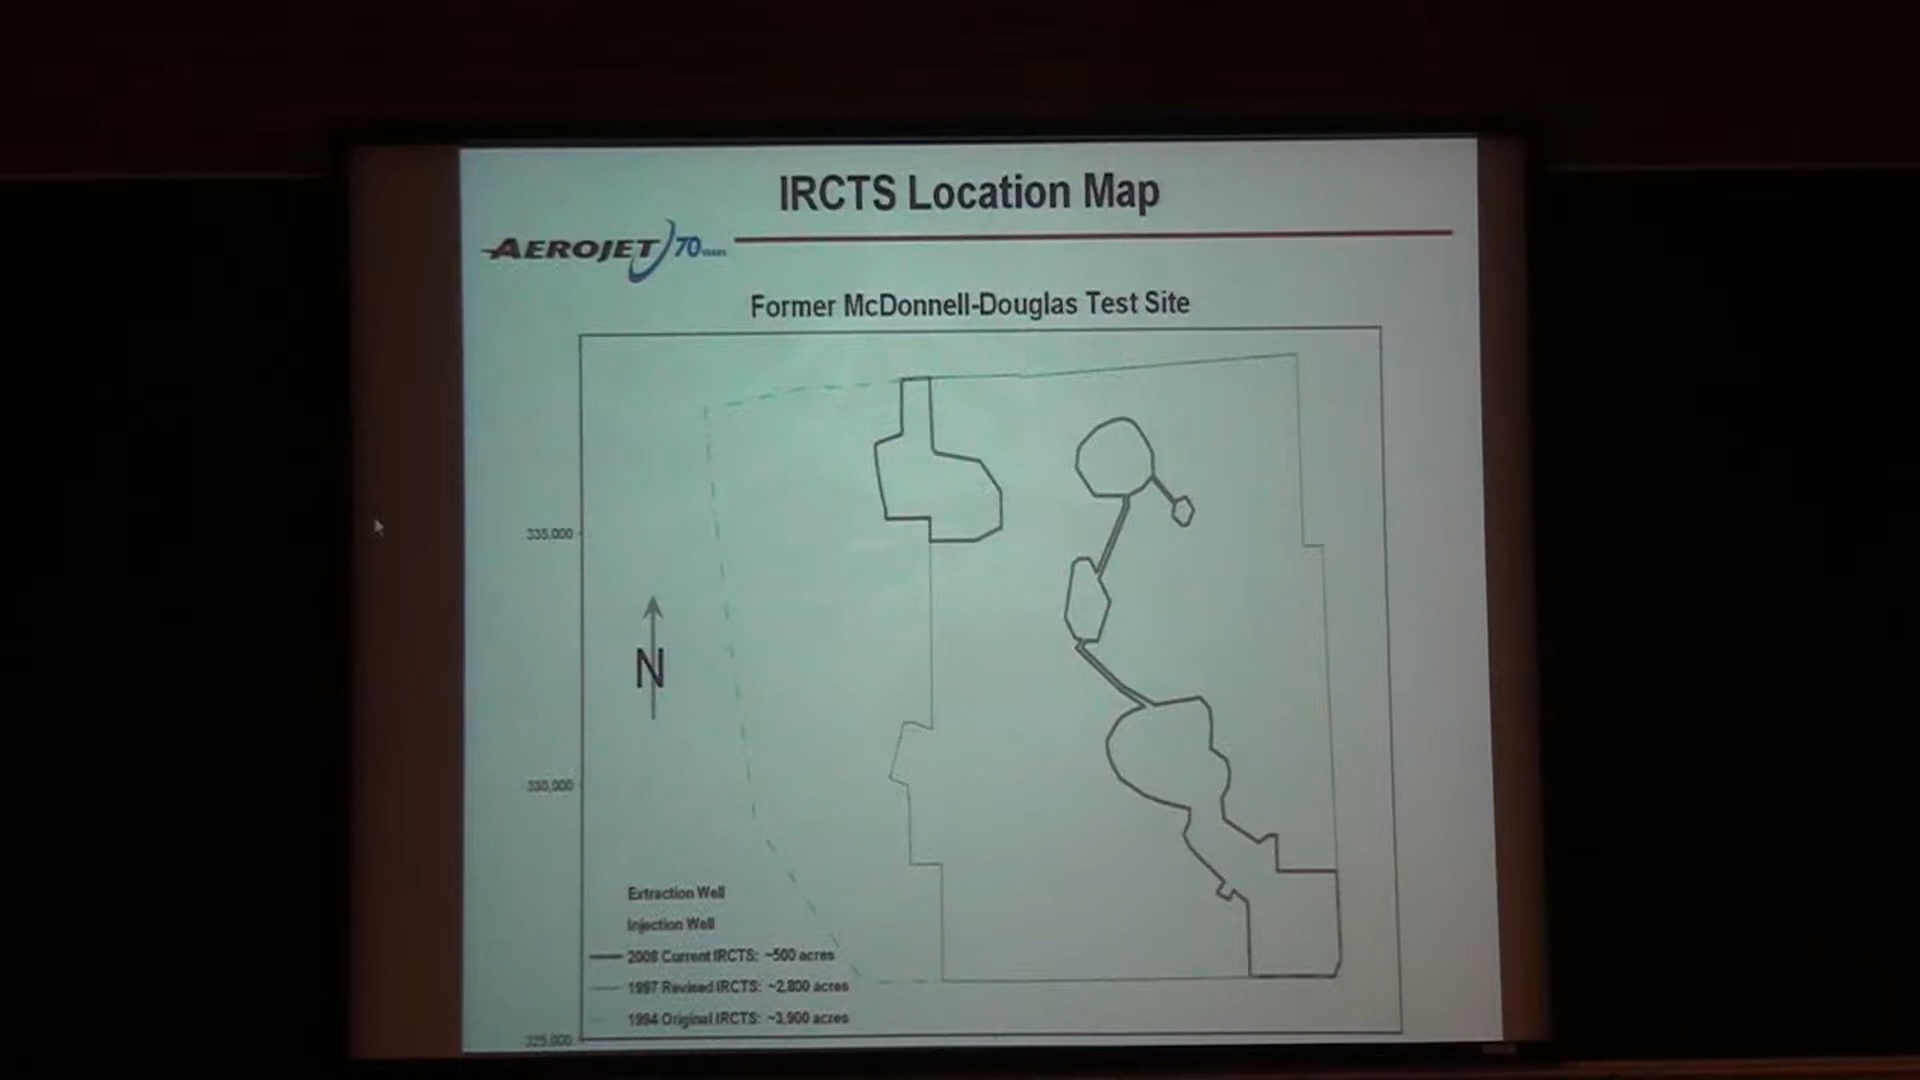 IRCTS Location Map
AEROJET 70 YEARS
Former McDonnell-Douglas Test Site
335,000
N
330,000
Extraction Well
Injection Well
2008 Current IRCTS: ~500 acres
1997 Revised IRCTS: ~2,800 acres
1994 Original IRCTS: ~3,900 acres
325,000